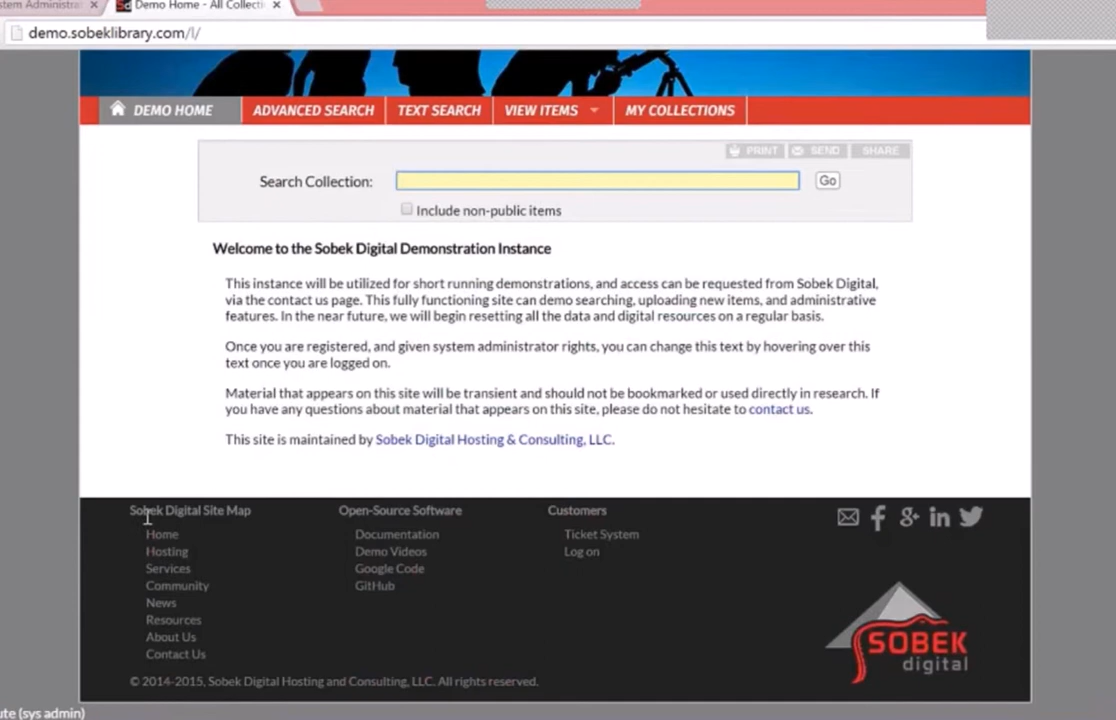 stem Administra
Demo Home - All Collecti
demo.sobeklibrary.com/l/
DEMO HOME ADVANCED SEARCH TEXT SEARCH VIEW ITEMS MY COLLECTIONS
PRINT SEND SHARE
Search Collection: Go
Include non-public items
Welcome to the Sobek Digital Demonstration Instance
This instance will be utilized for short running demonstrations, and access can be requested from Sobek Digital,
via the contact us page. This fully functioning site can demo searching, uploading new items, and administrative
features. In the near future, we will begin resetting all the data and digital resources on a regular basis.
Once you are registered, and given system administrator rights, you can change this text by hovering over this
text once you are logged on.
Material that appears on this site will be transient and should not be bookmarked or used directly in research. If
you have any questions about material that appears on this site, please do not hesitate to contact us.
This site is maintained by Sobek Digital Hosting & Consulting, LLC.
Sobek Digital Site Map
Home
Hosting
Services
Community
News
Resources
About Us
Contact Us
Open-Source Software
Documentation
Demo Videos
Google Code
GitHub
Customers
Ticket System
Log on
SOBEK
digital
© 2014-2015, Sobek Digital Hosting and Consulting, LLC. All rights reserved.
ute (sys admin)